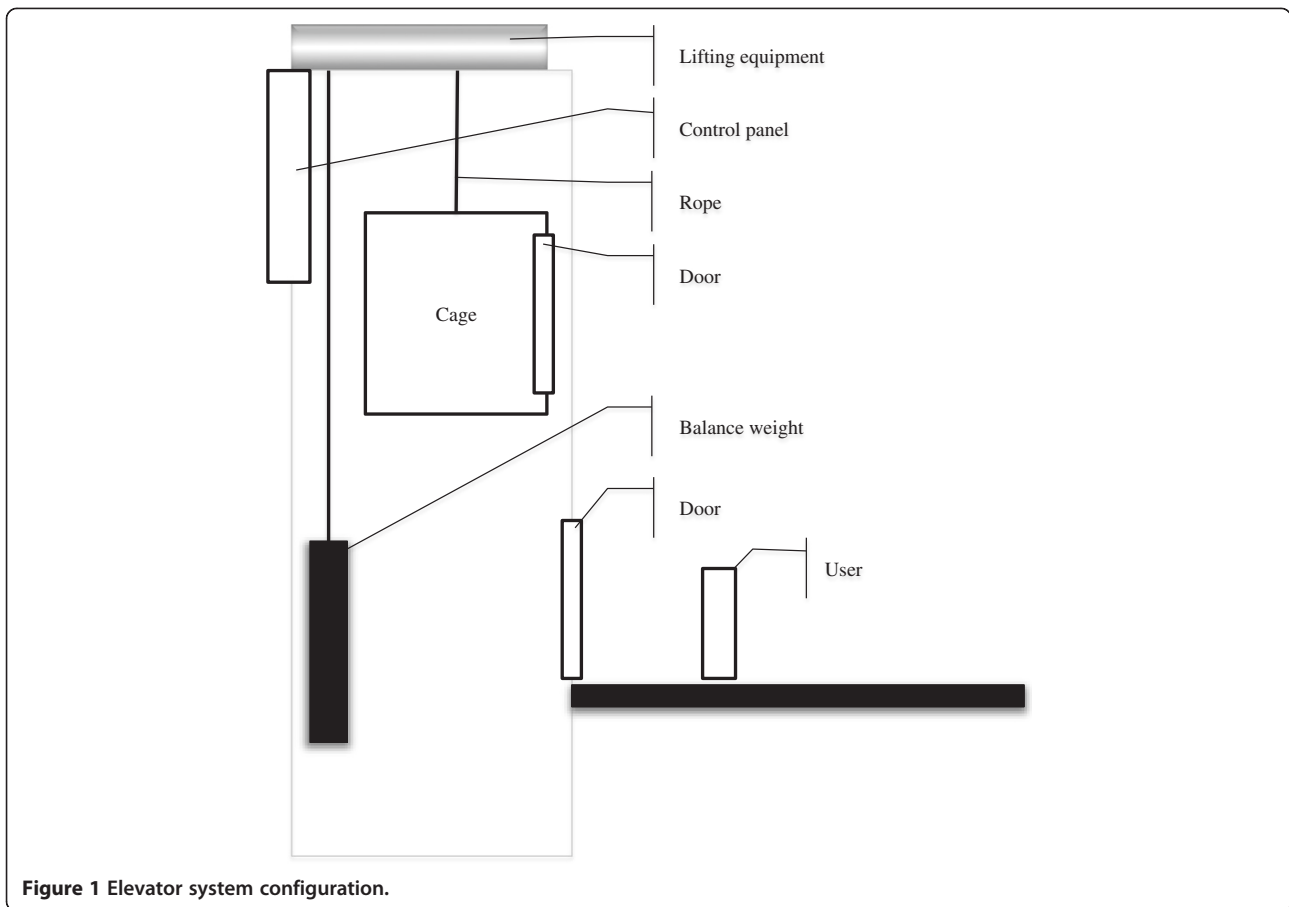 Lifting equipment
Control panel
Rope
Door
Cage
Balance weight
Door
User
Figure 1 Elevator system configuration.